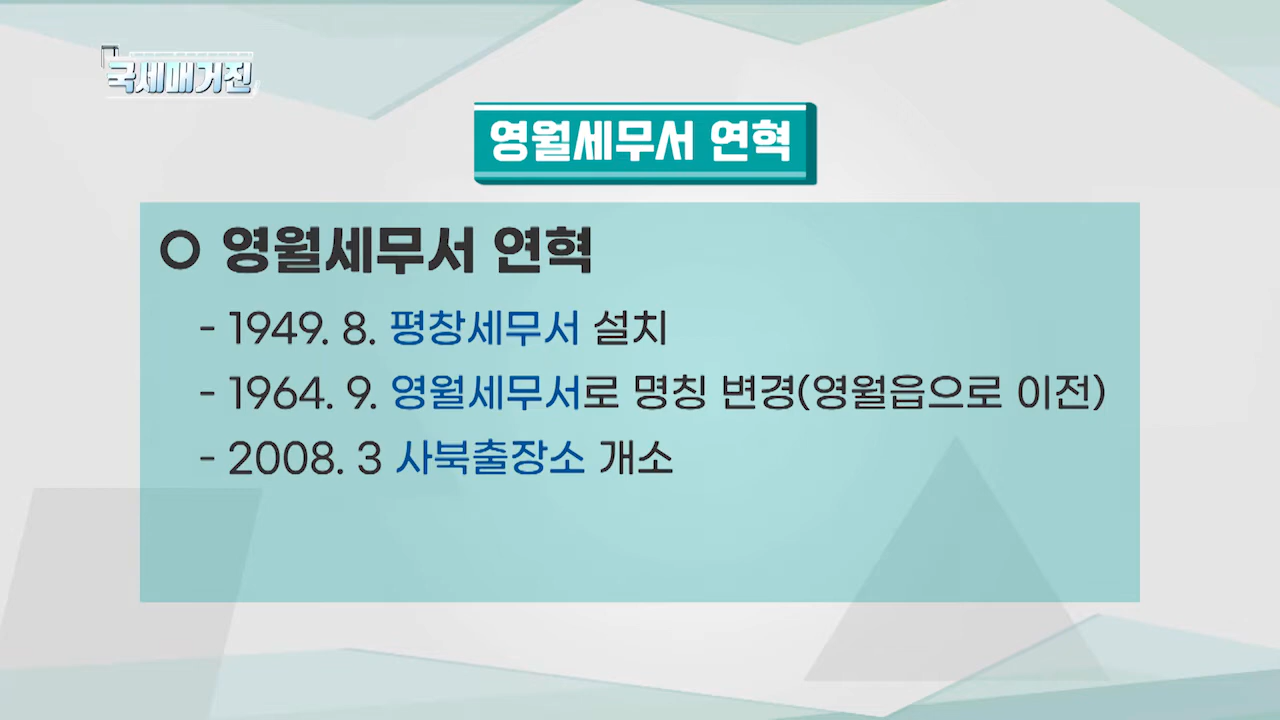 국세매거진
영월세무서 연혁
○ 영월세무서 연혁
- 1949. 8. 평창세무서 설치
- 1964. 9. 영월세무서로 명칭 변경(영월읍으로 이전)
- 2008. 3 사북출장소 개소